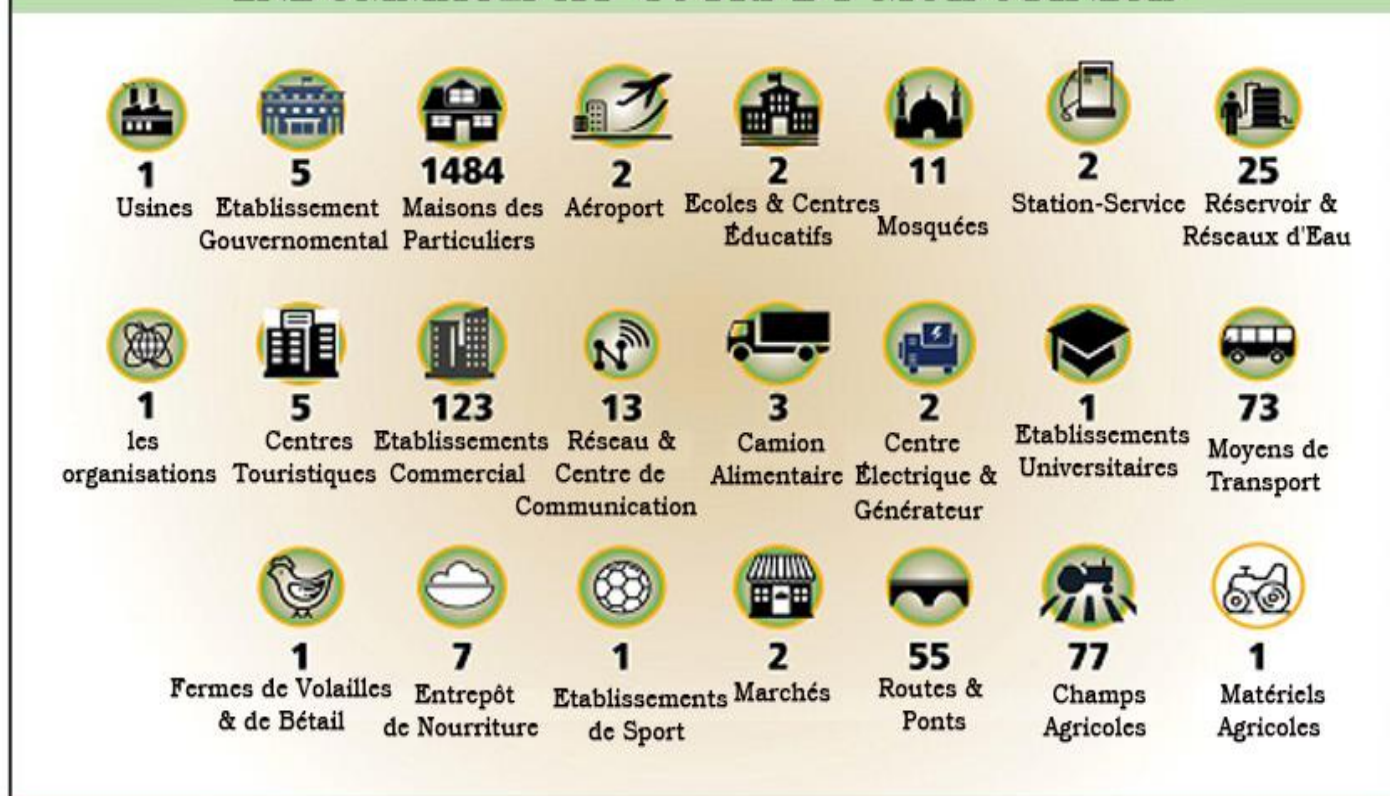 1
Usines
5
Etablissement
Gouvernomental
1484
Maisons des
Particuliers
2
Aéroport
2
Ecoles & Centres
Éducatifs
11
Mosquées
2
Station-Service
25
Réservoir &
Réseaux d'Eau
1
les
organisations
5
Centres
Touristiques
123
Etablissements
Commercial
13
Réseau &
Centre de
Communication
3
Camion
Alimentaire
2
Centre
Électrique &
Générateur
1
Etablissements
Universitaires
73
Moyens de
Transport
1
Fermes de Volailles
& de Bétail
7
Entrepôt
de Nourriture
1
Etablissements
de Sport
2
Marchés
55
Routes &
Ponts
77
Champs
Agricoles
1
Matériels
Agricoles